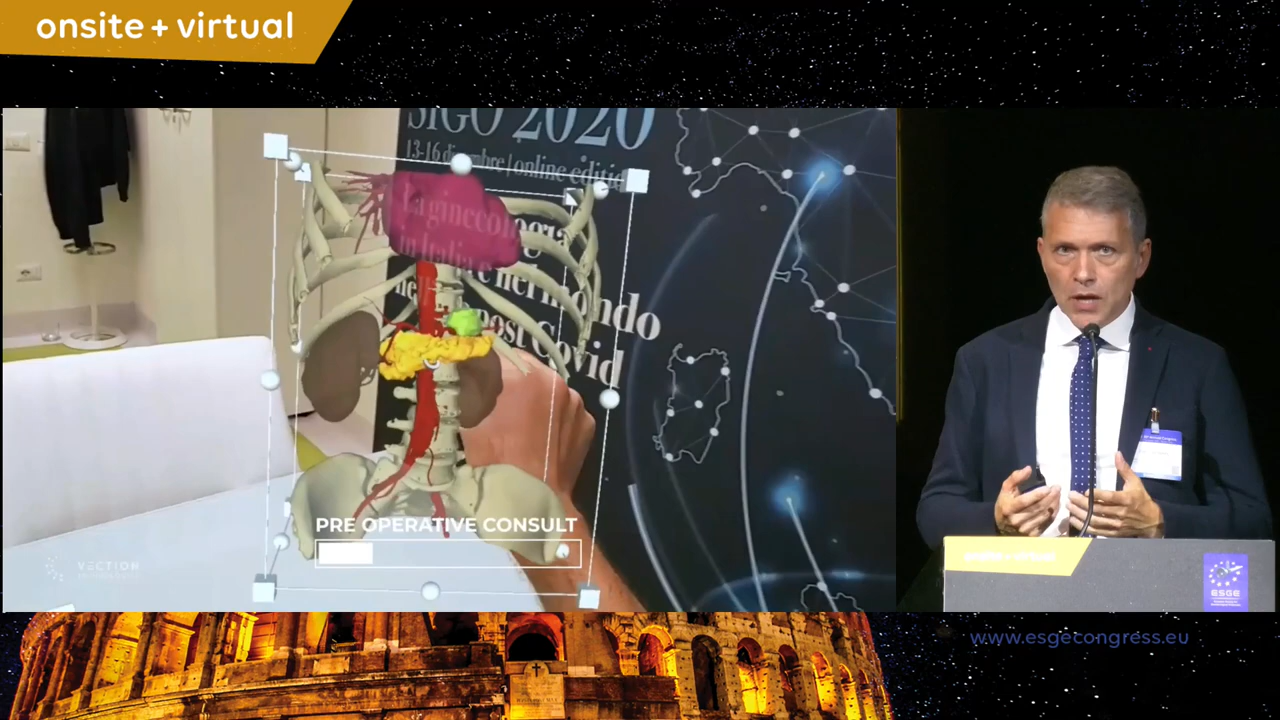 onsite + virtual
SIGO 2020
13-16 dicembre | online editio
La ginecologia
in Italia e nel mondo
post Covid
PRE OPERATIVE CONSULT
VECTION
onsite + virtual
ESGE
www.esgecongress.eu